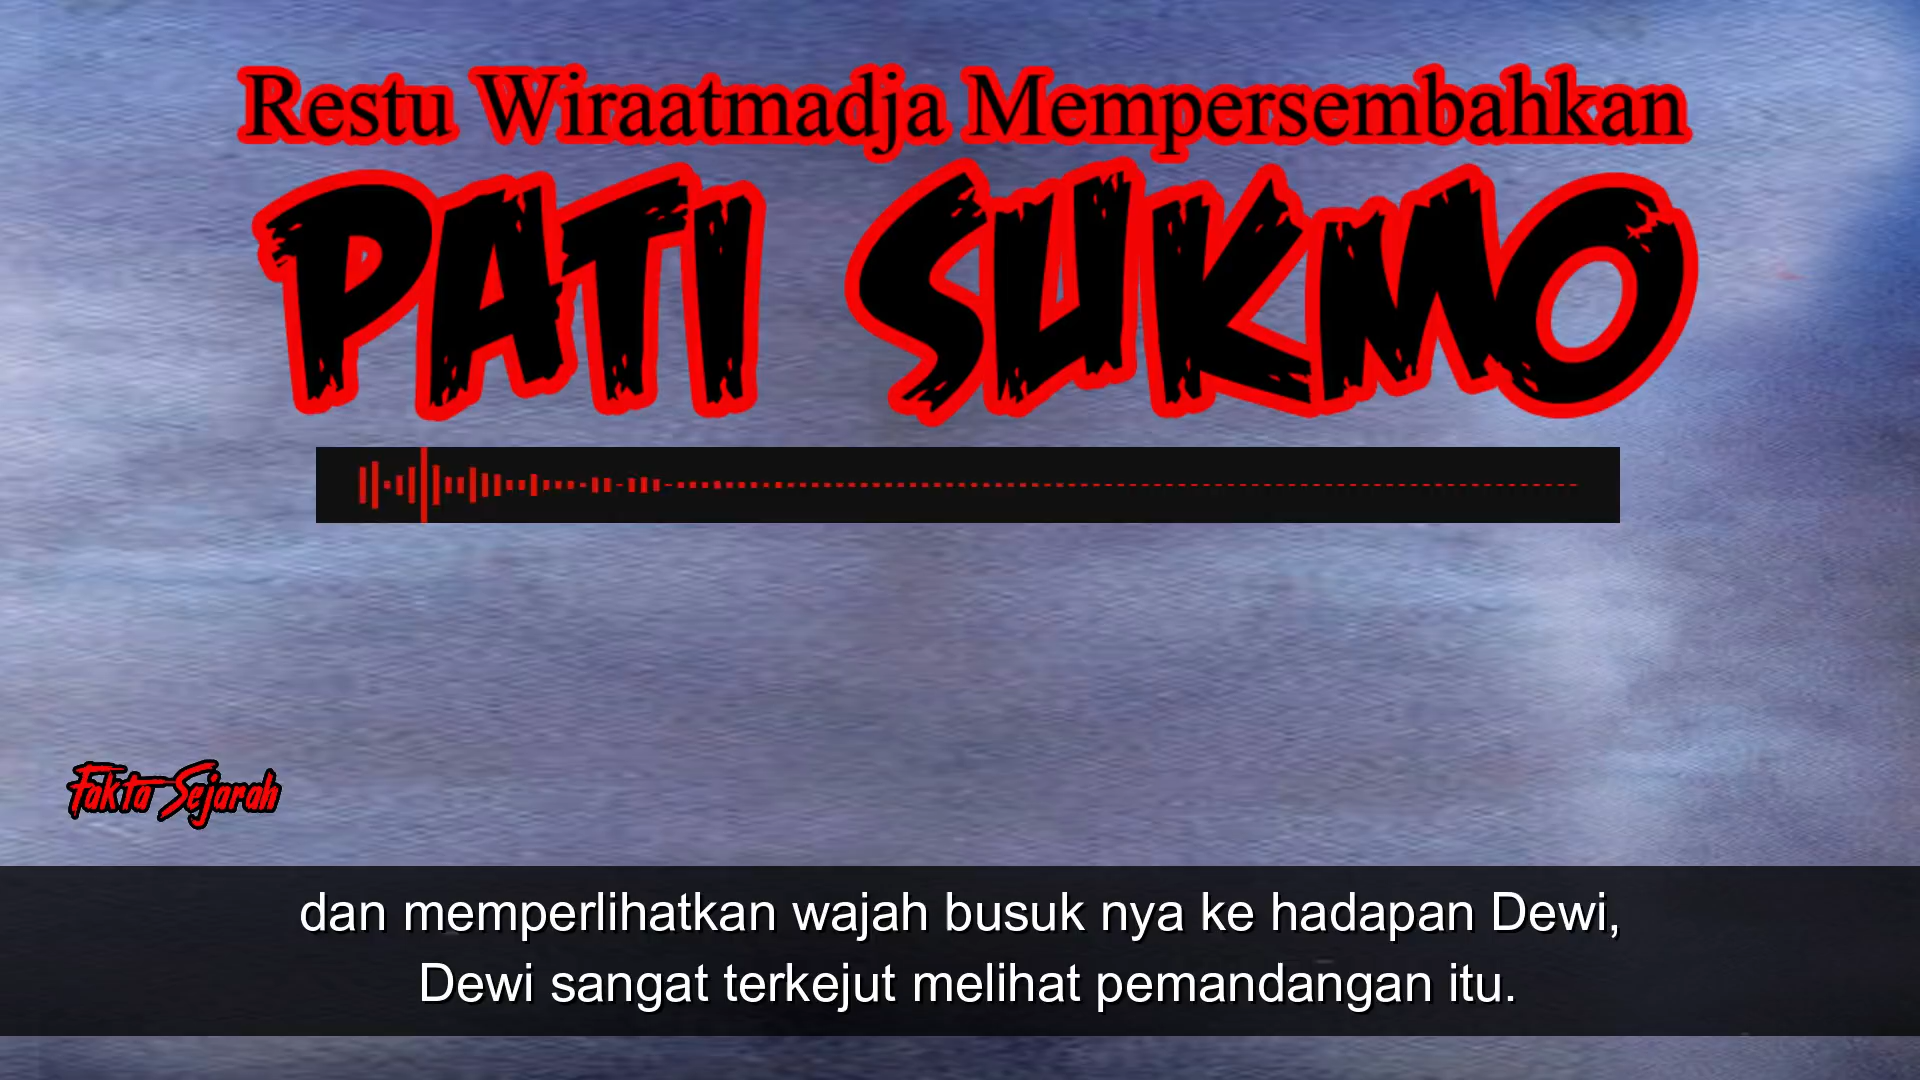 Restu Wiraatmadja Mempersembahkan
PATI SUKMO
Fakta Sejarah
dan memperlihatkan wajah busuk nya ke hadapan Dewi,
Dewi sangat terkejut melihat pemandangan itu.